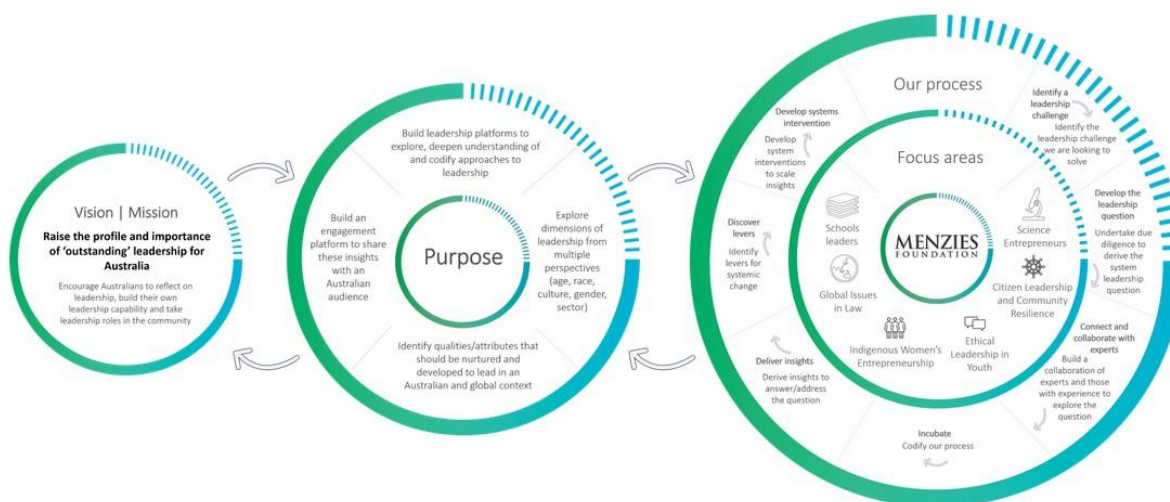 Vision | Mission
Raise the profile and importance
of ‘outstanding’ leadership for
Australia
Encourage Australians to reflect on
leadership, build their own
leadership capability and take
leadership roles in the community
Build leadership platforms to
explore, deepen understanding of
and codify approaches to
leadership
Build an
engagement
platform to share
these insights
with an
Australian
audience
Purpose
Explore
dimensions of
leadership from
multiple
perspectives
(age, race,
culture, gender,
sector)
Identify qualities/attributes that
should be nurtured and
developed to lead in an
Australian and global context
Our process
Identify a
leadership
challenge
Identify the
leadership challenge
we are looking to
solve
Develop the
leadership
question
Undertake due
diligence to
derive the
system
leadership
question
Connect and
collaborate with
experts
Build a
collaboration of
experts and those
with experience to
explore the
question
Incubate
Codify our process
Deliver insights
Derive insights to
answer/address
the question
Discover
levers
Identify
levers for
systemic
change
Develop systems
intervention
Develop
system
interventions
to scale
insights
Focus areas
Schools
leaders
Global Issues
in Law
Indigenous Women's
Entrepreneurship
Ethical
Leadership in
Youth
Citizen Leadership
and Community
Resilience
Science
Entrepreneurs
MENZIES
FOUNDATION